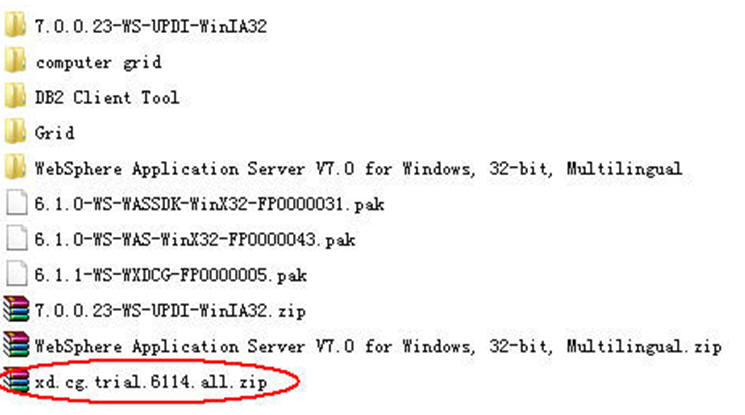 7.0.0.23-WS-UPDI-WinIA32
computer grid
DB2 Client Tool
Grid
WebSphere Application Server V7.0 for Windows, 32-bit, Multilingual
6.1.0-WS-WASSDK-WinX32-FP0000031.pak
6.1.0-WS-WAS-WinX32-FP0000043.pak
6.1.1-WS-WXDCG-FP0000005.pak
7.0.0.23-WS-UPDI-WinIA32.zip
WebSphere Application Server V7.0 for Windows, 32-bit, Multilingual.zip
xd.cg.trial.6114.all.zip